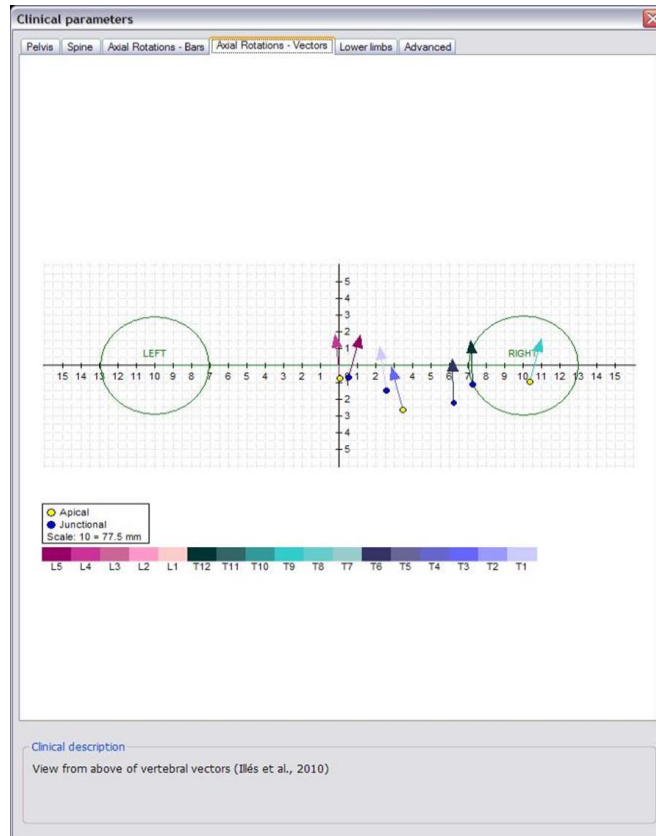 Clinical parameters
Pelvis Spine Axial Rotations - Bars Axial Rotations - Vectors Lower limbs Advanced
5
4
3
2
1
LEFT RIGHT
15 14 13 12 11 10 9 8 7 6 5 4 3 2 1 0 1 2 3 4 5 6 7 8 9 10 11 12 13 14 15
1
2
3
4
5
Apical
Junctional
Scale: 10 = 77.5 mm
L5 L4 L3 L2 L1 T12 T11 T10 T9 T8 T7 T6 T5 T4 T3 T2 T1
Clinical description
View from above of vertebral vectors (Illés et al., 2010)